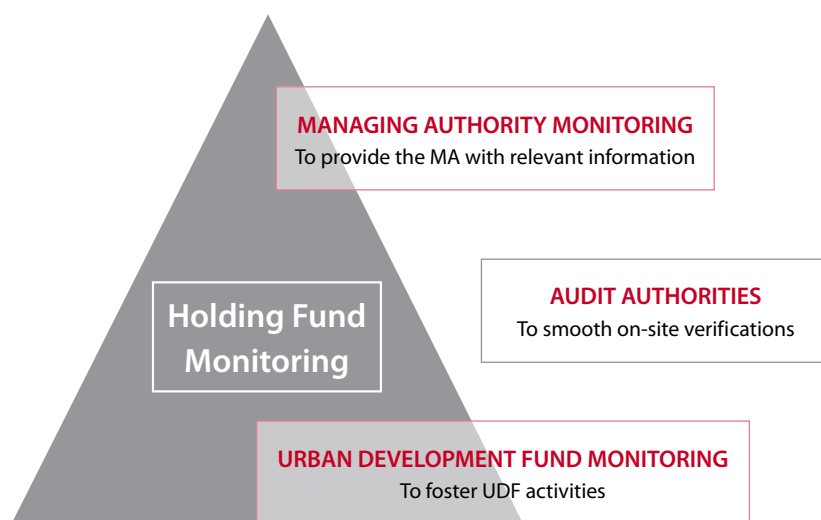 MANAGING AUTHORITY MONITORING
To provide the MA with relevant information
AUDIT AUTHORITIES
To smooth on-site verifications
Holding Fund
Monitoring
URBAN DEVELOPMENT FUND MONITORING
To foster UDF activities